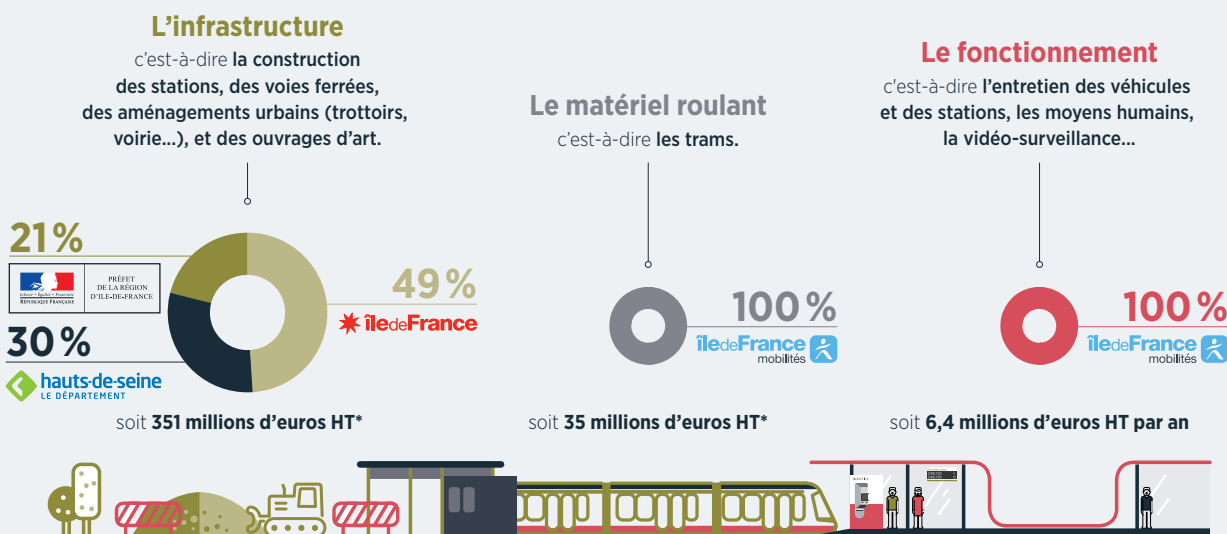 L’infrastructure
c’est-à-dire la construction
des stations, des voies ferrées,
des aménagements urbains (trottoirs,
voirie...), et des ouvrages d’art.
21 %
Liberté • Égalité • Fraternité
RÉPUBLIQUE FRANÇAISE
PRÉFET
DE LA RÉGION
D’ILE-DE-FRANCE
30 %
hauts-de-seine
LE DÉPARTEMENT
49 %
îledeFrance
soit 351 millions d’euros HT*
Le matériel roulant
c’est-à-dire les trams.
100 %
îledeFrance
mobilités
soit 35 millions d’euros HT*
Le fonctionnement
c'est-à-dire l’entretien des véhicules
et des stations, les moyens humains,
la vidéo-surveillance...
100 %
îledeFrance
mobilités
soit 6,4 millions d’euros HT par an